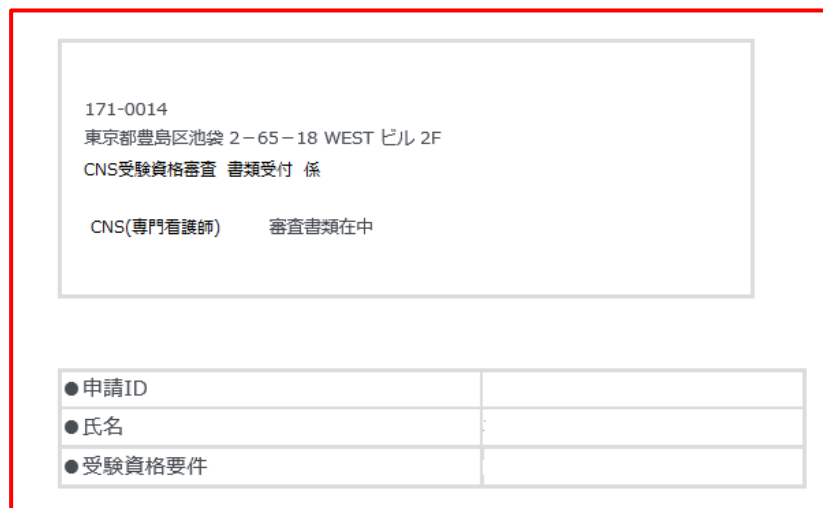 171-0014
東京都豊島区池袋 2－65－18 WEST ビル 2F
CNS受験資格審査 書類受付 係
CNS(専門看護師) 審査書類在中
●申請ID
●氏名
●受験資格要件